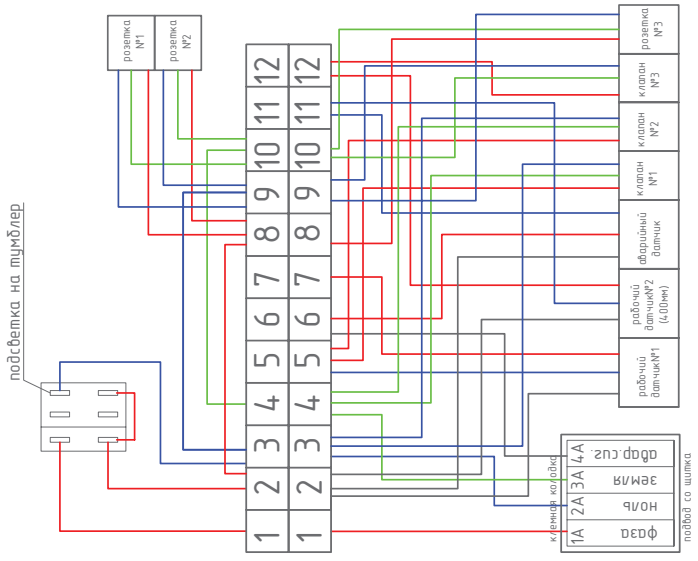 подсветка на тумблер
розетка
№1
розетка
№2
12 12
11 11
10 10
9 9
8 8
7 7
6 6
5 5
4 4
3 3
2 2
1 1
розетка
№3
клапан
№3
клапан
№2
клапан
№1
аварийный
датчик
рабочий
датчик№2
(400мм)
рабочий
датчик№1
клемная колодка
4А авар.сиг.
3А земля
2А ноль
1А фаза
подвод со щитка